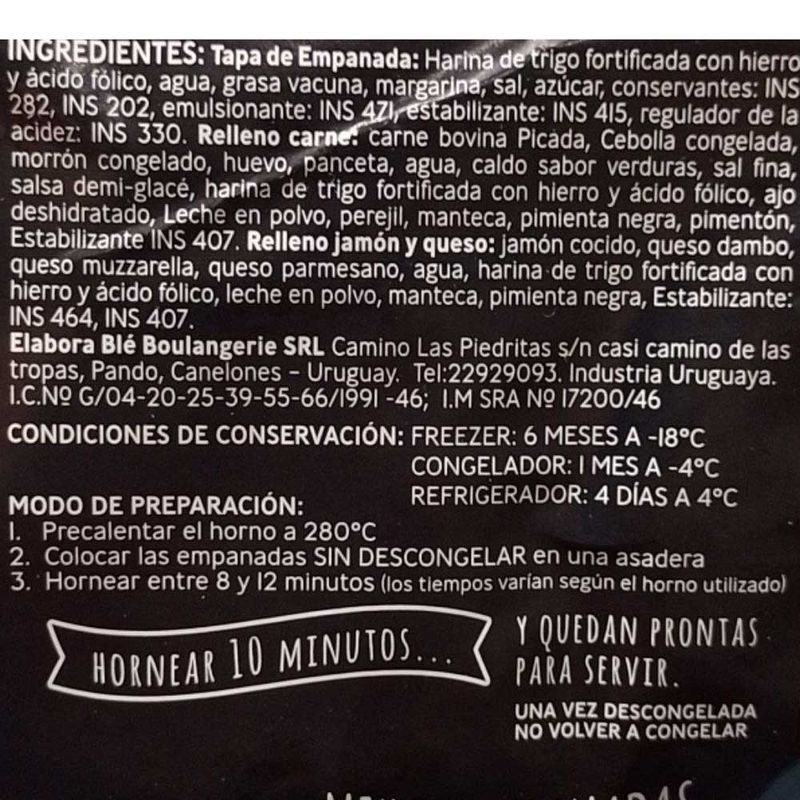 INGREDIENTES: Tapa de Empanada: Harina de trigo fortificada con hierro
y ácido fólico, agua, grasa vacuna, margarina, sal, azúcar, conservantes: INS
282, INS 202, emulsionante: INS 471, estabilizante: INS 415, regulador de la
acidez: INS 330. Relleno carne: carne bovina Picada, Cebolla congelada,
morrón congelado, huevo, panceta, agua, caldo sabor verduras, sal fina,
salsa demi-glacé, harina de trigo fortificada con hierro y ácido fólico, ajo
deshidratado, Leche en polvo, perejil, manteca, pimienta negra, pimentón,
Estabilizante INS 407. Relleno jamón y queso: jamón cocido, queso dambo,
queso muzzarella, queso parmesano, agua, harina de trigo fortificada con
hierro y ácido fólico, leche en polvo, manteca, pimienta negra, Estabilizante:
INS 464, INS 407.
Elabora Blé Boulangerie SRL Camino Las Piedritas s/n casi camino de las
tropas, Pando, Canelones – Uruguay. Tel:22929093. Industria Uruguaya.
I.C.Nº G/04-20-25-39-55-66/1991 -46; I.M SRA Nº 17200/46
CONDICIONES DE CONSERVACIÓN: FREEZER: 6 MESES A -18°C
CONGELADOR: 1 MES A -4°C
REFRIGERADOR: 4 DÍAS A 4°C
MODO DE PREPARACIÓN:
1. Precalentar el horno a 280°C
2. Colocar las empanadas SIN DESCONGELAR en una asadera
3. Hornear entre 8 y 12 minutos (los tiempos varían según el horno utilizado)
HORNEAR 10 MINUTOS...
Y QUEDAN PRONTAS
PARA SERVIR.
UNA VEZ DESCONGELADA
NO VOLVER A CONGELAR